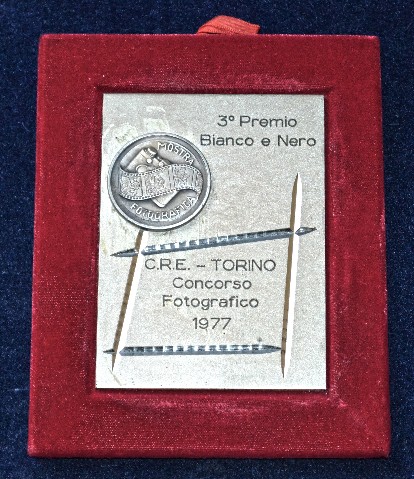 3° Premio
Bianco e Nero
MOSTRA
FOTOGRAFICA
C.R.E. – TORINO
Concorso
Fotografico
1977